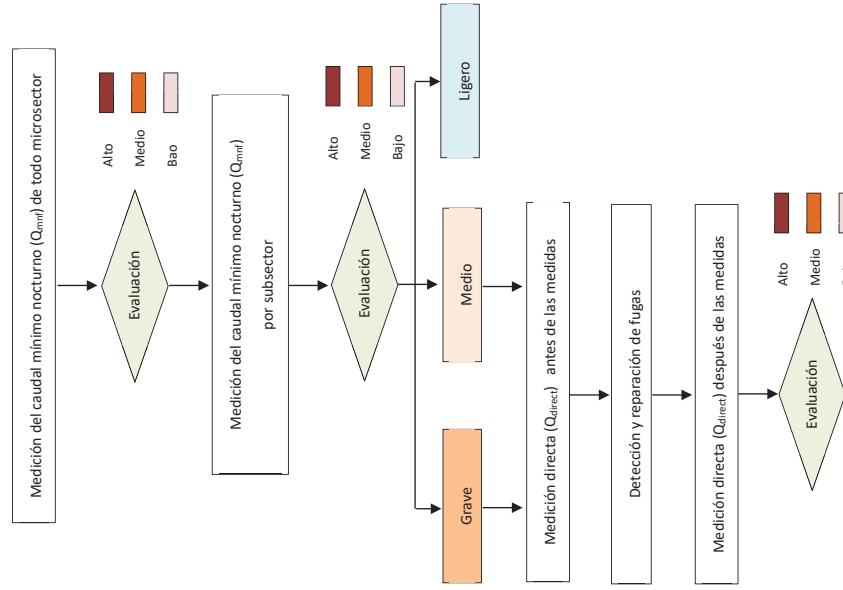 Medición del caudal mínimo nocturno (Qmnf) de todo microsector
Evaluación
Alto
Medio
Bao
Medición del caudal mínimo nocturno (Qmnf)
por subsector
Evaluación
Alto
Medio
Bajo
Grave
Medio
Ligero
Medición directa (Qdirect) antes de las medidas
Detección y reparación de fugas
Medición directa (Qdirect) después de las medidas
Evaluación
Alto
Medio